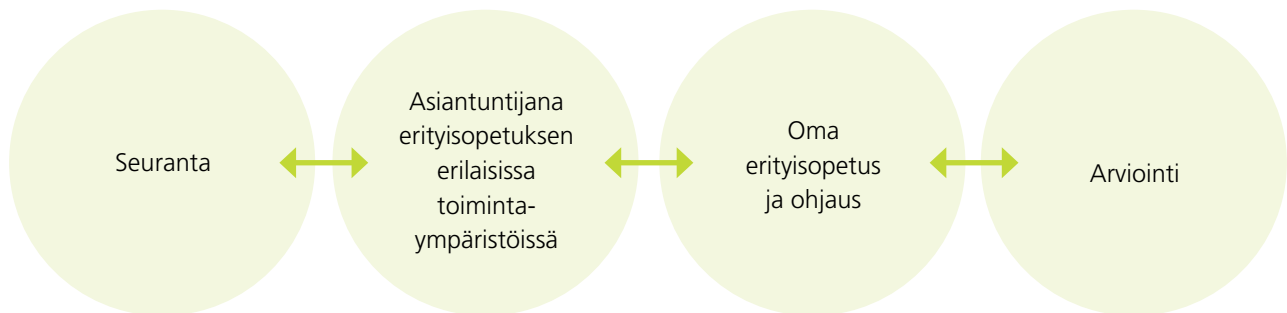 Seuranta
Asiantuntijana
erityisopetuksen
erilaisissa
toiminta-
ympäristöissä
Oma
erityisopetus
ja ohjaus
Arviointi